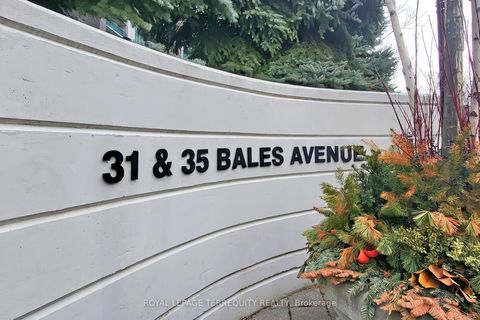 31 & 35 BALES AVENUE
ROYAL LEPAGE TERREQUITY REALTY, Brokerage